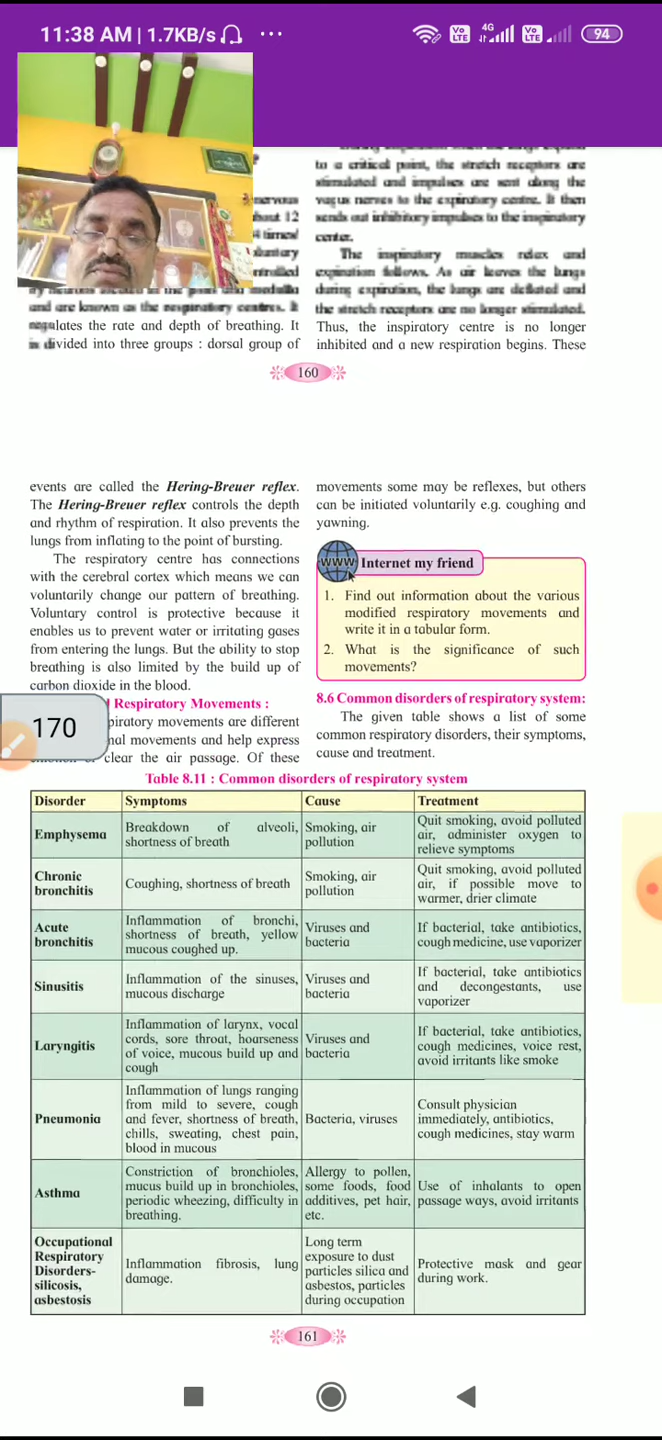 11:38 AM | 1.7KB/s ...
Vo LTE 4G Vo LTE 94
nervous
about 12
times/
and are known as the respiratory centres. It
regulates the rate and depth of breathing. It
is divided into three groups : dorsal group of
to a critical point, the stretch receptors are
stimulated and impulses are sent along the
vagus nerves to the expiratory centre. It then
sends out inhibitory impulses to the inspiratory
center.
The inspiratory muscles relax and
expiration follows. As air leaves the lungs
during expiration, the lungs are deflated and
the stretch receptors are no longer stimulated.
Thus, the inspiratory centre is no longer
inhibited and a new respiration begins. These
160
events are called the Hering-Breuer reflex.
The Hering-Breuer reflex controls the depth
and rhythm of respiration. It also prevents the
lungs from inflating to the point of bursting.
The respiratory centre has connections
with the cerebral cortex which means we can
voluntarily change our pattern of breathing.
Voluntary control is protective because it
enables us to prevent water or irritating gases
from entering the lungs. But the ability to stop
breathing is also limited by the build up of
carbon dioxide in the blood.
Respiratory Movements :
piratory movements are different
nal movements and help express
clear the air passage. Of these
170
movements some may be reflexes, but others
can be initiated voluntarily e.g. coughing and
yawning.
WWW Internet my friend
1. Find out information about the various
modified respiratory movements and
write it in a tabular form.
2. What is the significance of such
movements?
8.6 Common disorders of respiratory system:
The given table shows a list of some
common respiratory disorders, their symptoms,
cause and treatment.
Table 8.11 : Common disorders of respiratory system
Disorder Symptoms Cause Treatment
Emphysema
Breakdown of alveoli,
shortness of breath
Smoking, air
pollution
Quit smoking, avoid polluted
air, administer oxygen to
relieve symptoms
Chronic
bronchitis
Coughing, shortness of breath
Smoking, air
pollution
Quit smoking, avoid polluted
air, if possible move to
warmer, drier climate
Acute
bronchitis
Inflammation of bronchi,
shortness of breath, yellow
mucous coughed up.
Viruses and
bacteria
If bacterial, take antibiotics,
cough medicine, use vaporizer
Sinusitis
Inflammation of the sinuses,
mucous discharge
Viruses and
bacteria
If bacterial, take antibiotics
and decongestants, use
vaporizer
Laryngitis
Inflammation of larynx, vocal
cords, sore throat, hoarseness
of voice, mucous build up and
cough
Viruses and
bacteria
If bacterial, take antibiotics,
cough medicines, voice rest,
avoid irritants like smoke
Pneumonia
Inflammation of lungs ranging
from mild to severe, cough
and fever, shortness of breath,
chills, sweating, chest pain,
blood in mucous
Bacteria, viruses
Consult physician
immediately, antibiotics,
cough medicines, stay warm
Asthma
Constriction of bronchioles,
mucus build up in bronchioles,
periodic wheezing, difficulty in
breathing.
Allergy to pollen,
some foods, food
additives, pet hair,
etc.
Use of inhalants to open
passage ways, avoid irritants
Occupational
Respiratory
Disorders-
silicosis,
asbestosis
Inflammation fibrosis, lung
damage.
Long term
exposure to dust
particles silica and
asbestos, particles
during occupation
Protective mask and gear
during work.
161